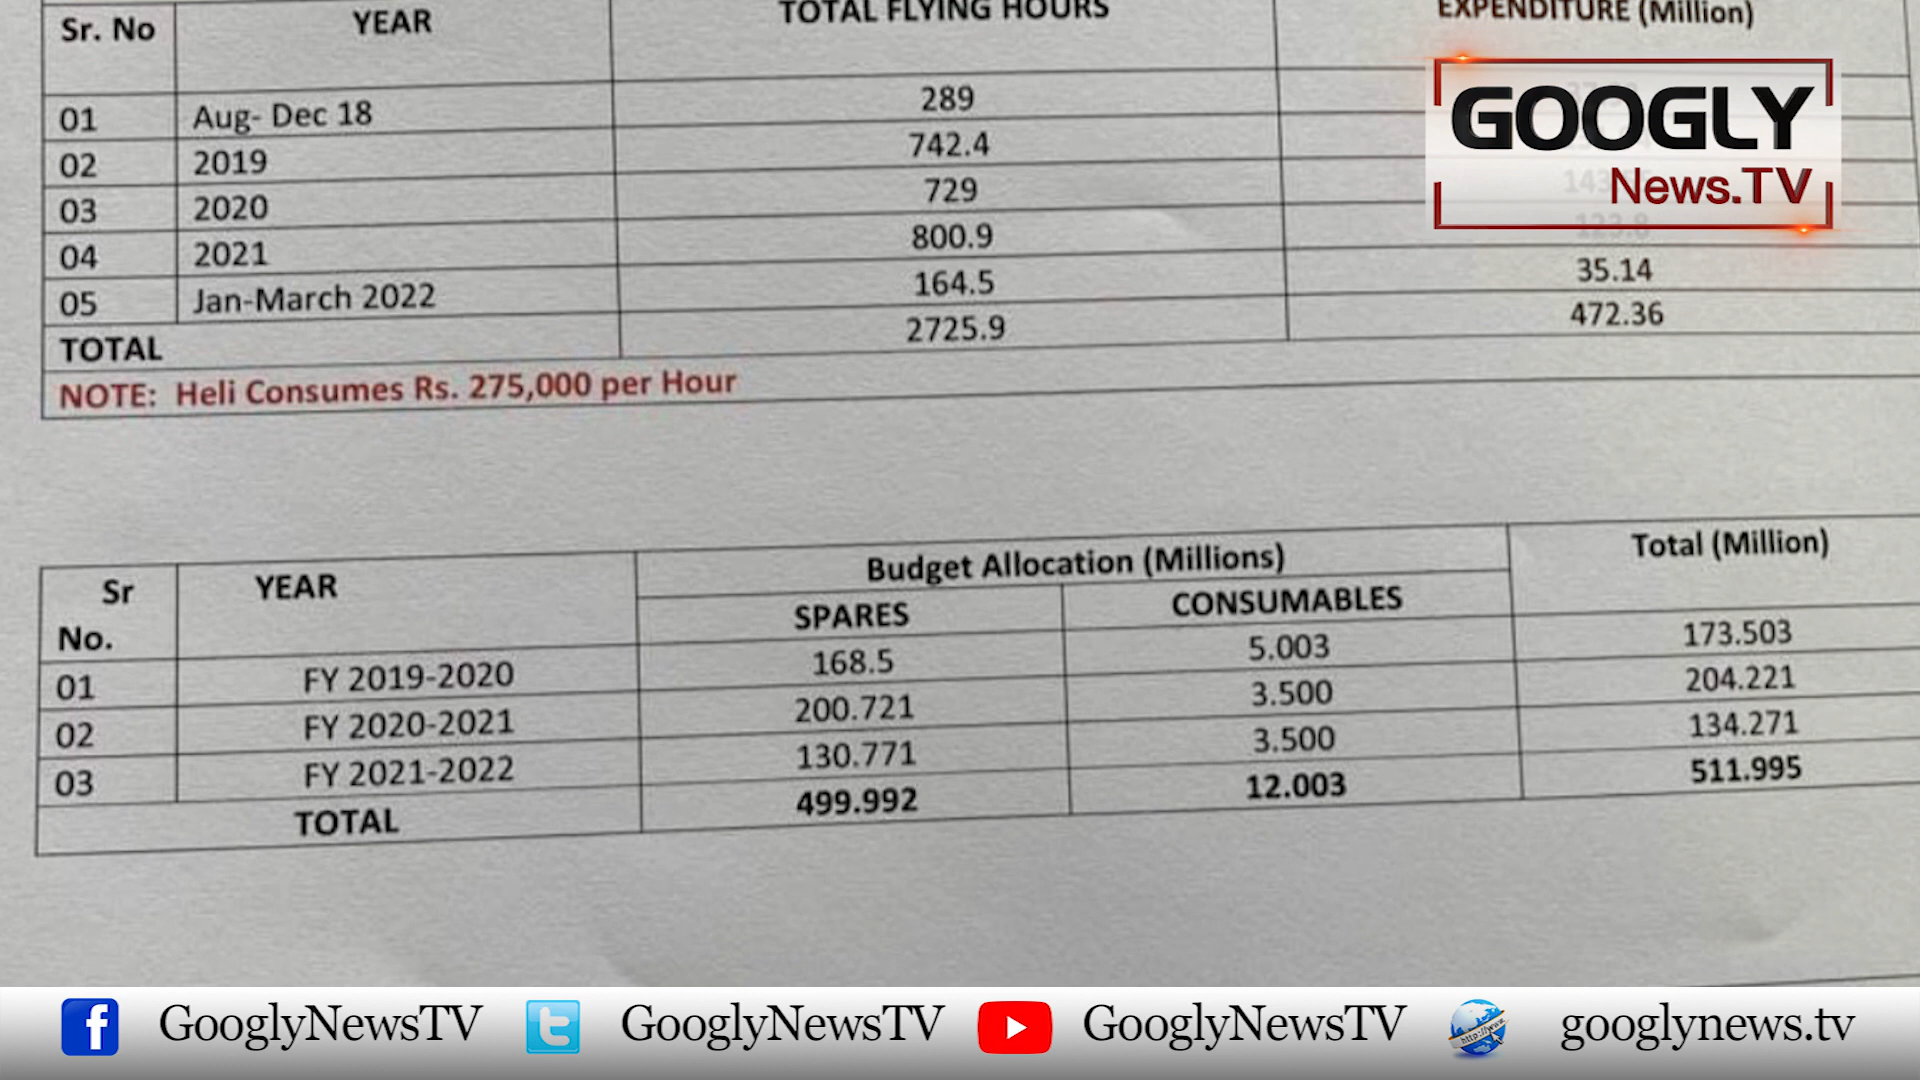 Sr. No YEAR TOTAL FLYING HOURS EXPENDITURE (Million)
01 Aug- Dec 18 289
02 2019 742.4
03 2020 729
04 2021 800.9 123.8
05 Jan-March 2022 164.5 35.14
TOTAL 2725.9 472.36
NOTE: Heli Consumes Rs. 275,000 per Hour
GOOGLY
News.TV
Sr No. YEAR Budget Allocation (Millions) Total (Million)
SPARES CONSUMABLES
01 FY 2019-2020 168.5 5.003 173.503
02 FY 2020-2021 200.721 3.500 204.221
03 FY 2021-2022 130.771 3.500 134.271
TOTAL 499.992 12.003 511.995
GooglyNewsTV GooglyNewsTV GooglyNewsTV googlynews.tv